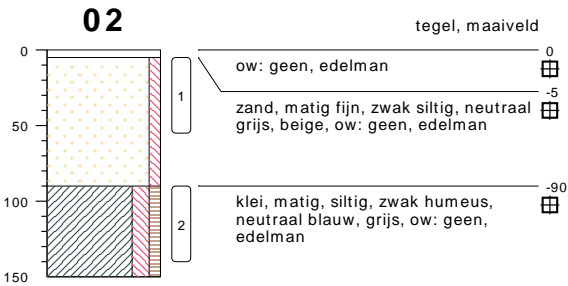 02
tegel, maaiveld
0
50
100
150
1
2
0
ow: geen, edelman
-5
zand, matig fijn, zwak siltig, neutraal
grijs, beige, ow: geen, edelman
-90
klei, matig, siltig, zwak humeus,
neutraal blauw, grijs, ow: geen,
edelman